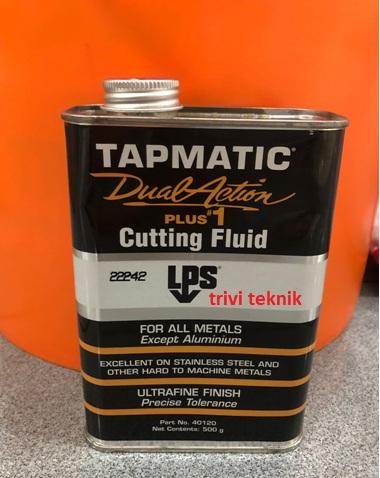 TAPMATIC®
Dual Action
PLUS #1
Cutting Fluid
22242
LPS®
trivi teknik
FOR ALL METALS
Except Aluminium
EXCELLENT ON STAINLESS STEEL AND
OTHER HARD TO MACHINE METALS
ULTRAFINE FINISH
Precise Tolerance
Part No. 40120
Net Contents: 500 g